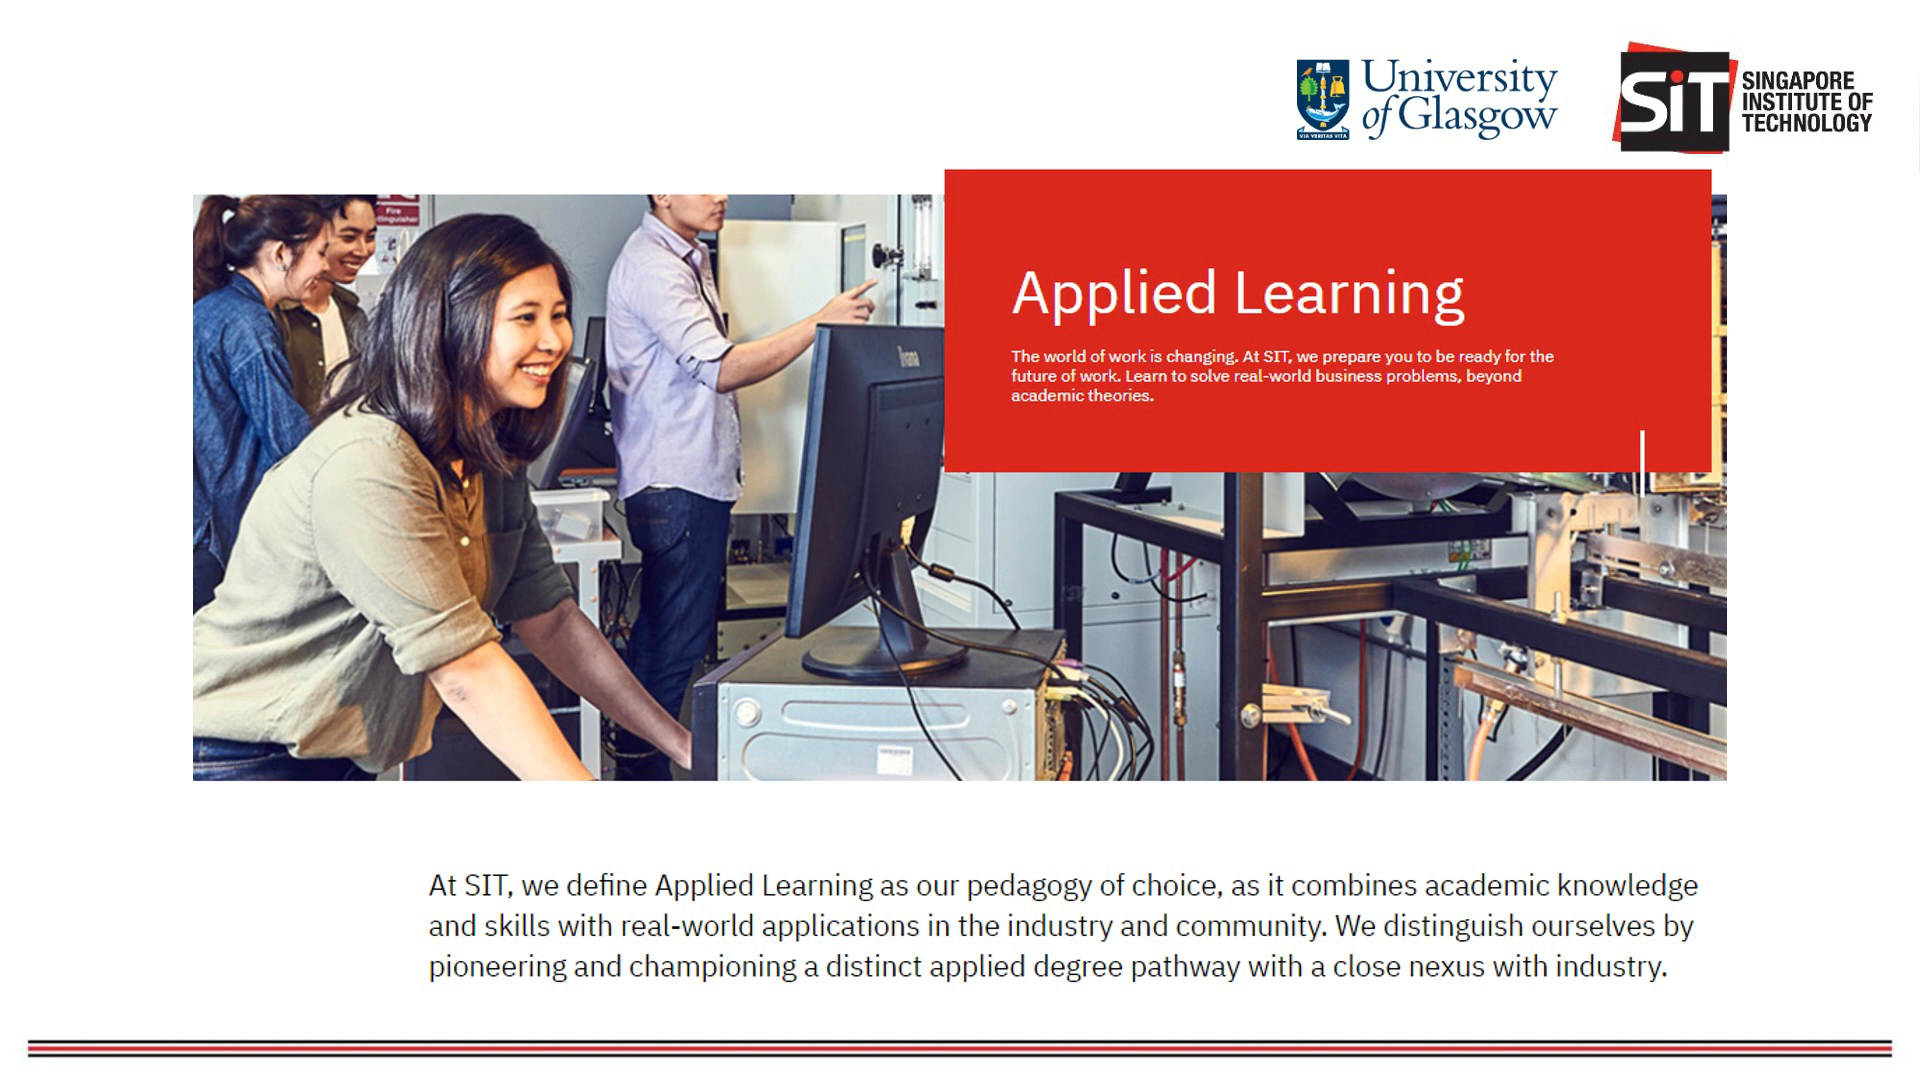 University
of Glasgow
VIA VERITAS VITA
SiT
SINGAPORE
INSTITUTE OF
TECHNOLOGY
Fire
Applied Learning
The world of work is changing. At SIT, we prepare you to be ready for the
future of work. Learn to solve real-world business problems, beyond
academic theories.
At SIT, we define Applied Learning as our pedagogy of choice, as it combines academic knowledge
and skills with real-world applications in the industry and community. We distinguish ourselves by
pioneering and championing a distinct applied degree pathway with a close nexus with industry.